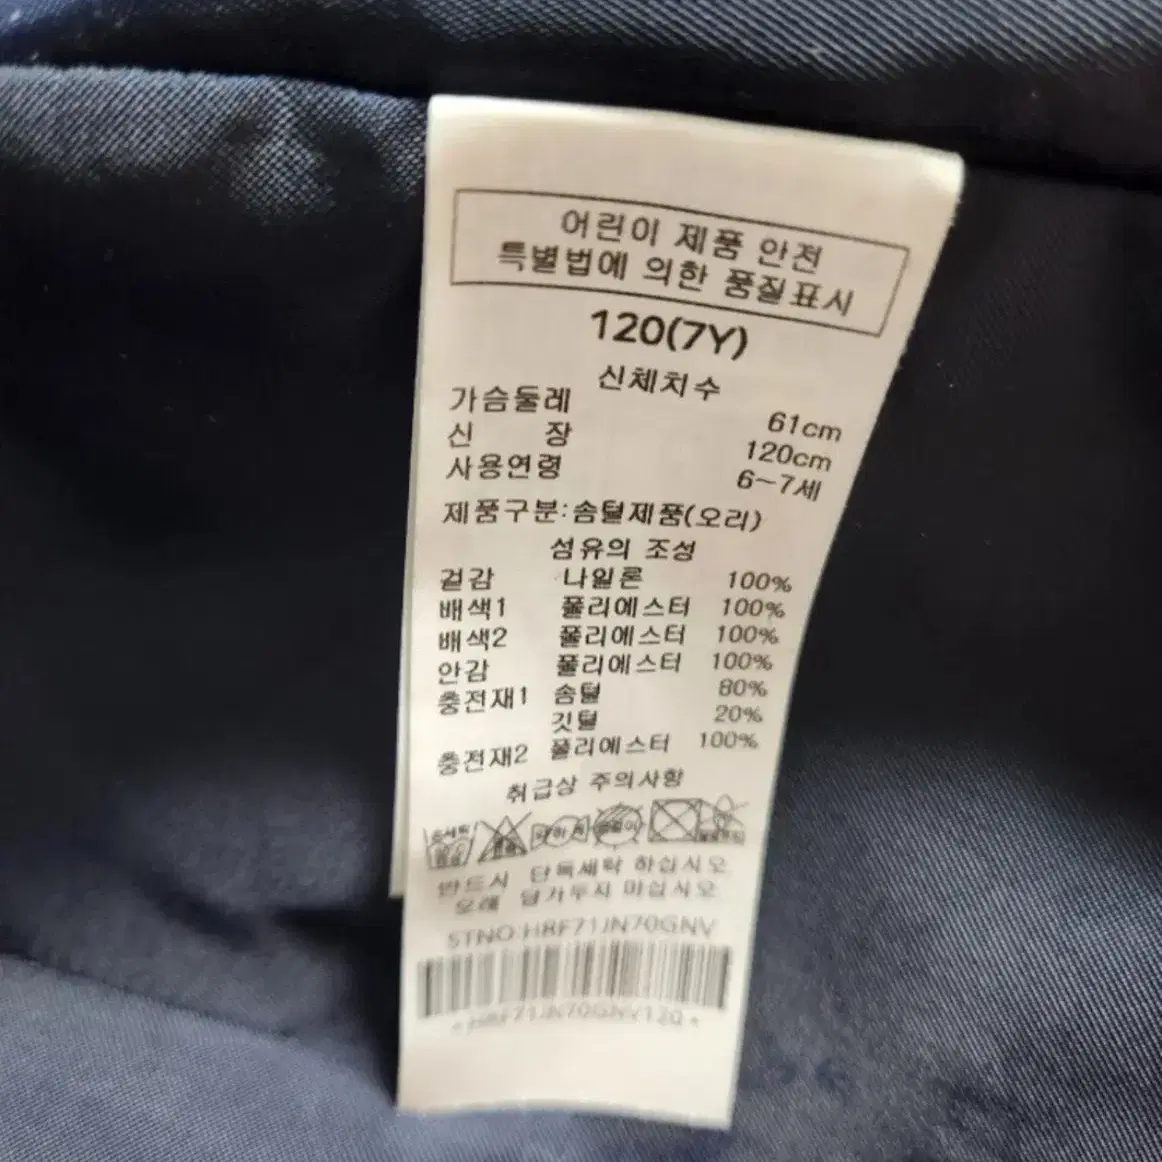 어린이 제품 안전
특별법에 의한 품질표시
120(7Y)
신체치수
가슴둘레 61cm
신 장 120cm
사용연령 6~7세
제품구분:솜털제품(오리)
섬유의 조성
겉감 나일론 100%
배색1 폴리에스터 100%
배색2 폴리에스터 100%
안감 폴리에스터 100%
충전재1 솜털 80%
깃털 20%
충전재2 폴리에스터 100%
취급상 주의사항
손세탁
반드시 단독세탁 하십시오
오래 담가두지 마십시오
STNO:HBF71JN70GNV
*HBF71JN70GNV120*